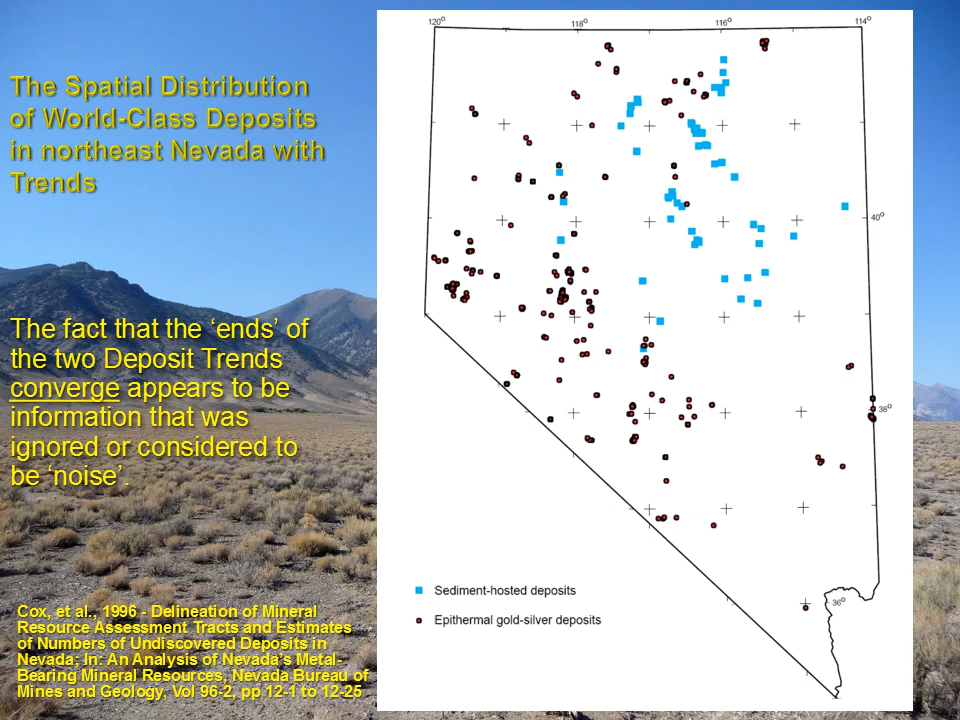 The Spatial Distribution
of World-Class Deposits
in northeast Nevada with
Trends
The fact that the ‘ends’ of
the two Deposit Trends
converge appears to be
information that was
ignored or considered to
be ‘noise’.
Cox, et al., 1996 - Delineation of Mineral
Resource Assessment Tracts and Estimates
of Numbers of Undiscovered Deposits in
Nevada; In: An Analysis of Nevada’s Metal-
Bearing Mineral Resources, Nevada Bureau of
Mines and Geology, Vol 96-2, pp 12-1 to 12-25
120° 118° 116° 114°
40°
38°
36°
Sediment-hosted deposits
Epithermal gold-silver deposits